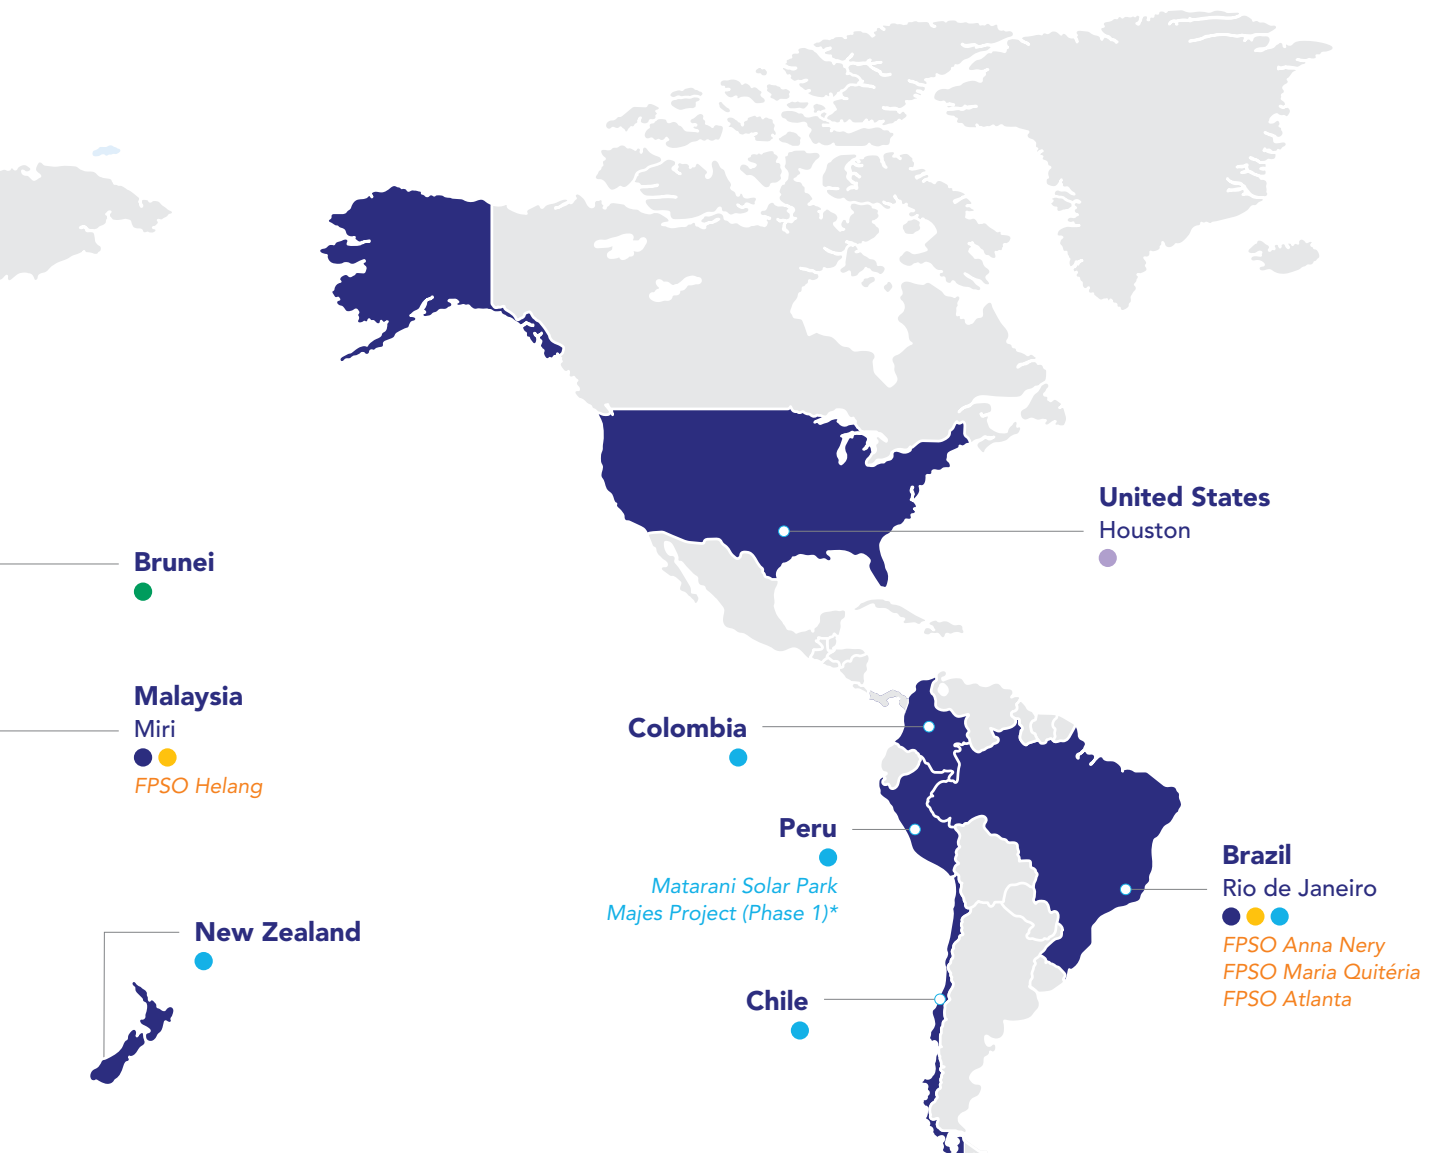 United States
Houston
Brunei
Malaysia
Miri
FPSO Helang
Colombia
Peru
Matarani Solar Park
Majes Project (Phase 1)*
Brazil
Rio de Janeiro
FPSO Anna Nery
FPSO Maria Quitéria
FPSO Atlanta
New Zealand
Chile